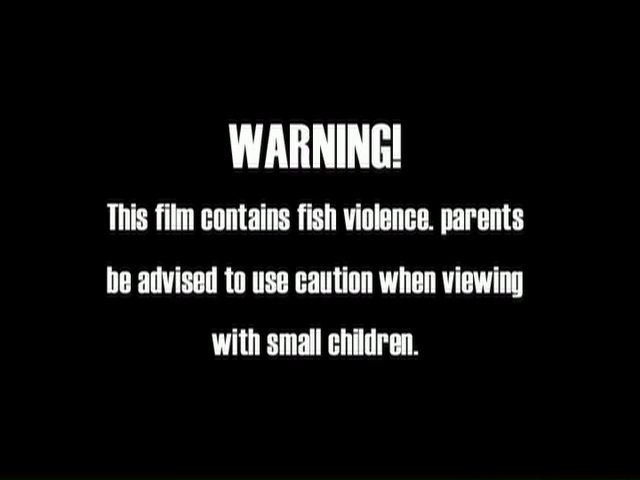 WARNING!
This film contains fish violence. parents
be advised to use caution when viewing
with small children.